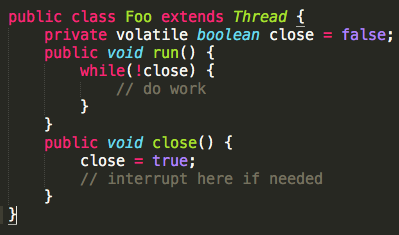 public class Foo extends Thread {
    private volatile boolean close = false;
    public void run() {
        while(!close) {
            // do work
        }
    }
    public void close() {
        close = true;
        // interrupt here if needed
    }
}